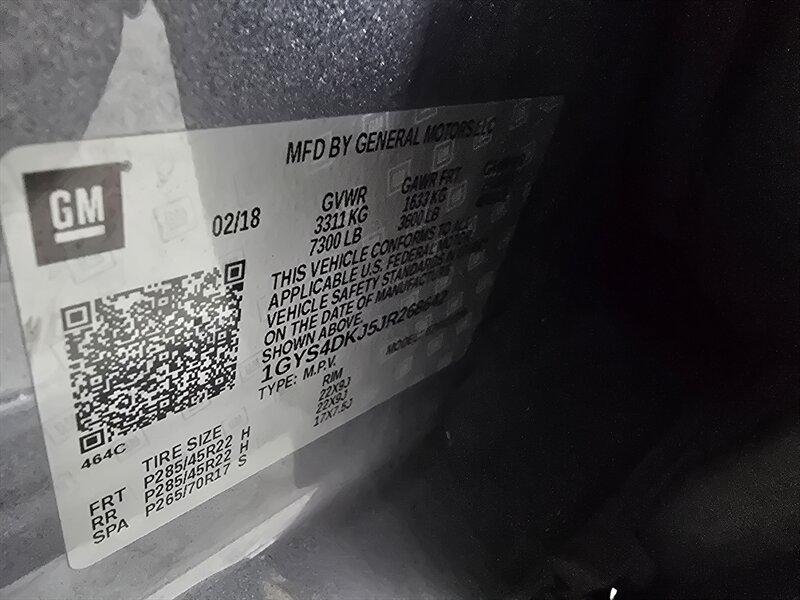 MFD BY GENERAL MOTORS LLC
GM
02/18
GVWR
3311 KG
7300 LB
GAWR FRT
1633 KG
3600 LB
THIS VEHICLE CONFORMS TO ALL
APPLICABLE U.S. FEDERAL MOTOR
VEHICLE SAFETY STANDARDS IN
ON THE DATE OF MANUFACTURE
SHOWN ABOVE.
1GYS4DKJ5JR268642
TYPE: M.P.V.
MODEL:
464C
TIRE SIZE
RIM
FRT P285/45R22 H 22X9J
RR P285/45R22 H 22X9J
SPA P265/70R17 S 17X7.5J